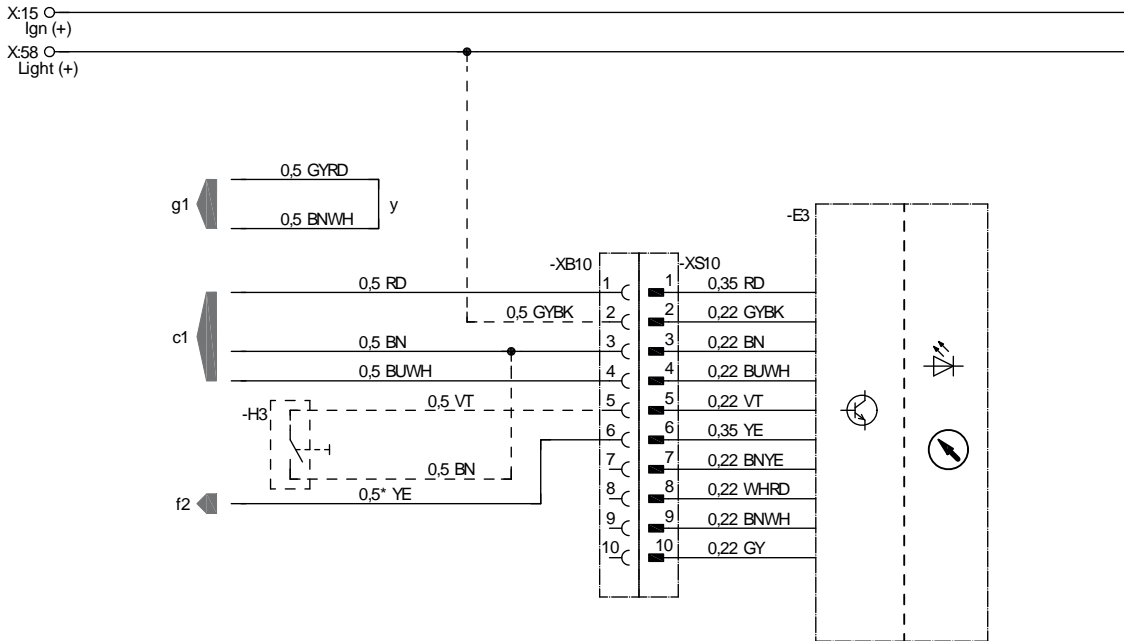 X:15
Ign (+)
X:58
Light (+)
0,5 GYRD
g1
y
0,5 BNWH
-E3
-XB10
-XS10
0,5 RD 1 1 0,35 RD
0,5 GYBK 2 2 0,22 GYBK
c1
0,5 BN 3 3 0,22 BN
0,5 BUWH 4 4 0,22 BUWH
-H3
0,5 VT 5 5 0,22 VT
6 6 0,35 YE
0,5 BN 7 7 0,22 BNYE
f2
0,5* YE 8 8 0,22 WHRD
9 9 0,22 BNWH
10 10 0,22 GY